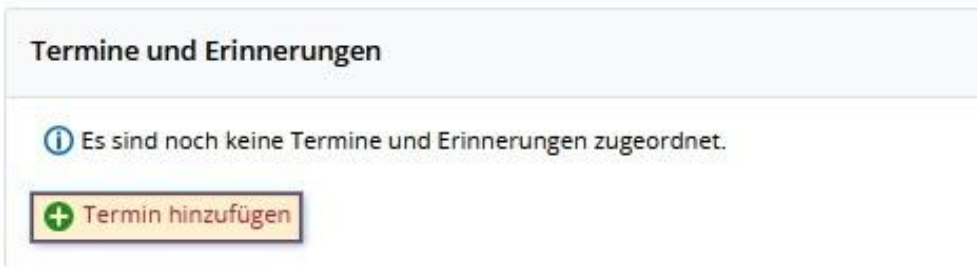 Termine und Erinnerungen
Es sind noch keine Termine und Erinnerungen zugeordnet.
Termin hinzufügen